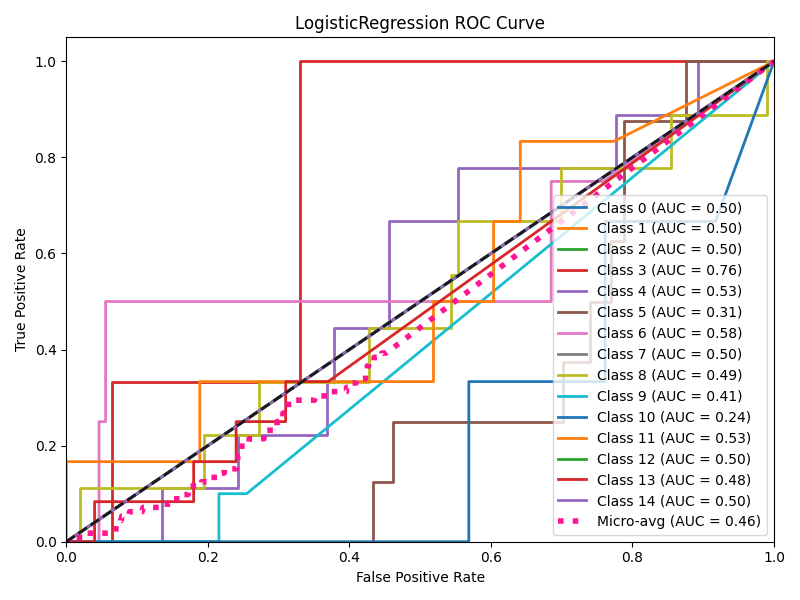 LogisticRegression ROC Curve
True Positive Rate
1.0
0.8
0.6
0.4
0.2
0.0
Class 0 (AUC = 0.50)
Class 1 (AUC = 0.50)
Class 2 (AUC = 0.50)
Class 3 (AUC = 0.76)
Class 4 (AUC = 0.53)
Class 5 (AUC = 0.31)
Class 6 (AUC = 0.58)
Class 7 (AUC = 0.50)
Class 8 (AUC = 0.49)
Class 9 (AUC = 0.41)
Class 10 (AUC = 0.24)
Class 11 (AUC = 0.53)
Class 12 (AUC = 0.50)
Class 13 (AUC = 0.48)
Class 14 (AUC = 0.50)
Micro-avg (AUC = 0.46)
0.0 0.2 0.4 0.6 0.8 1.0
False Positive Rate